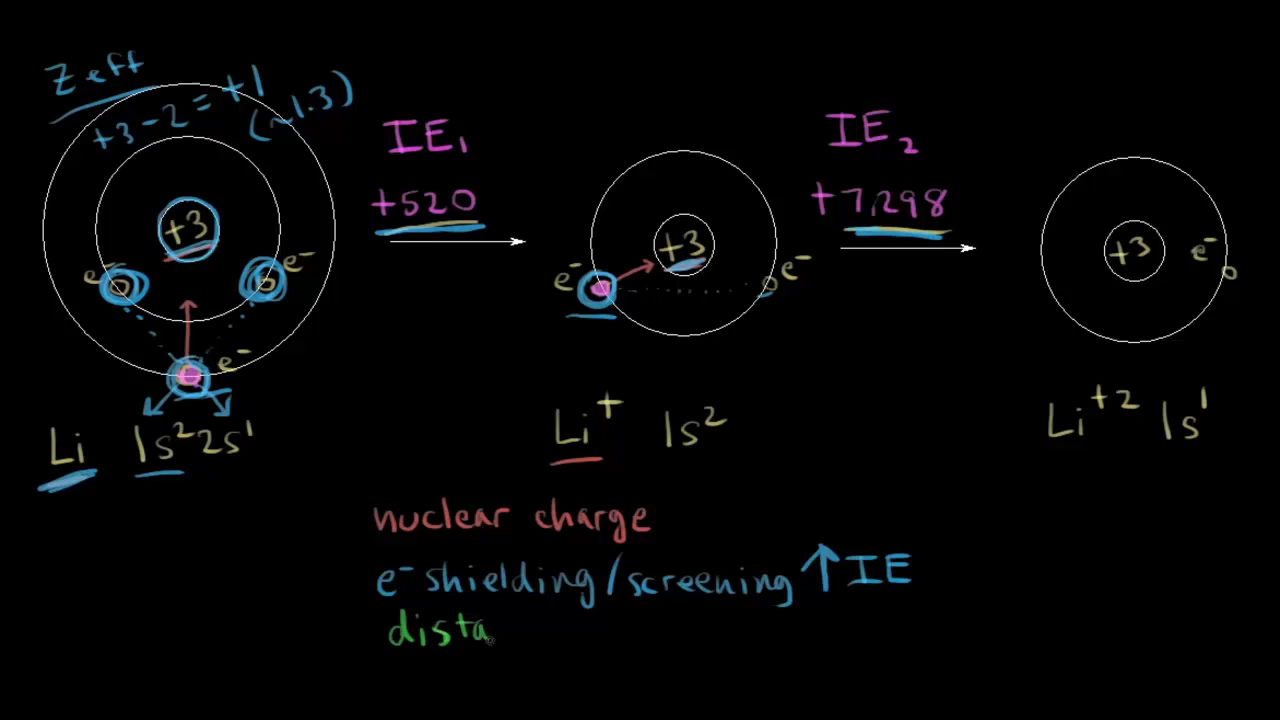 Z eff
+3 - 2 = +1
(~1.3)
+3
e⁻
e⁻
e⁻
Li 1s²2s¹
IE₁
+520
+3
e⁻
e⁻
Li⁺ 1s²
IE₂
+7,298
+3
e⁻
Li⁺² 1s¹
nuclear charge
e⁻ shielding/screening ↑ IE
dista